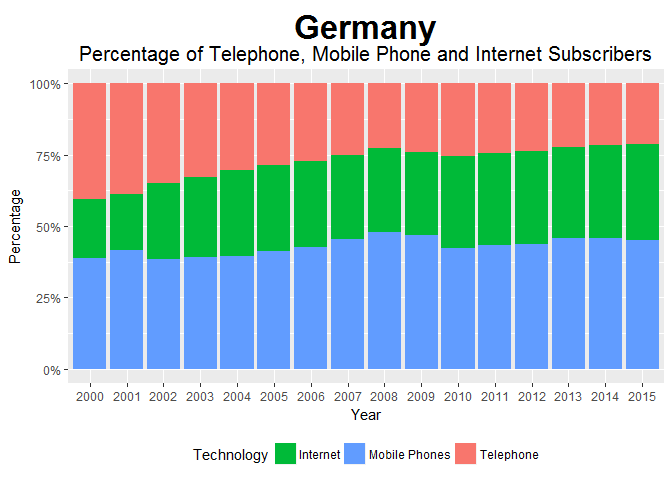 Germany
Percentage of Telephone, Mobile Phone and Internet Subscribers
100%
75%
50%
25%
0%
Percentage
2000 2001 2002 2003 2004 2005 2006 2007 2008 2009 2010 2011 2012 2013 2014 2015
Year
Technology Internet Mobile Phones Telephone